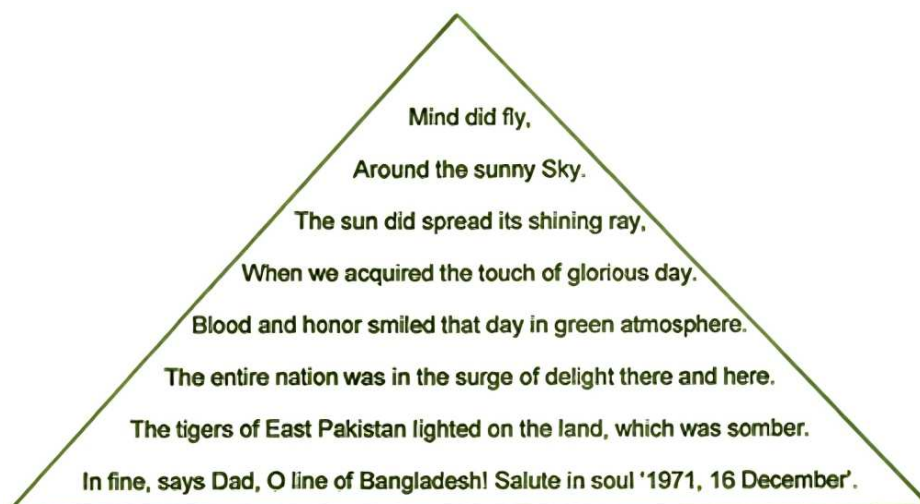 Mind did fly,
Around the sunny Sky.
The sun did spread its shining ray,
When we acquired the touch of glorious day.
Blood and honor smiled that day in green atmosphere.
The entire nation was in the surge of delight there and here.
The tigers of East Pakistan lighted on the land, which was somber.
In fine, says Dad, O line of Bangladesh! Salute in soul '1971, 16 December'.